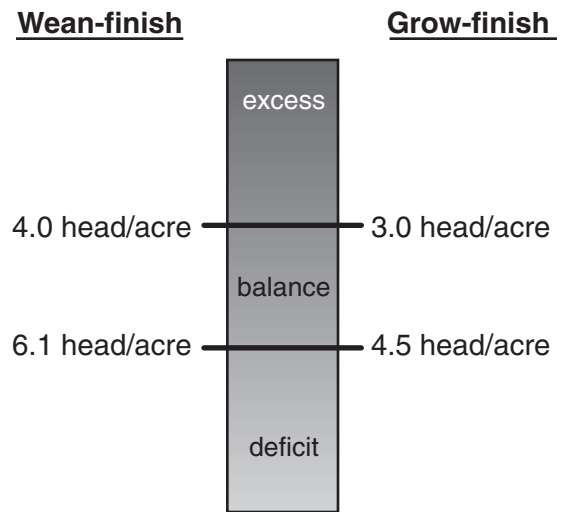 Wean-finish Grow-finish
excess
4.0 head/acre 3.0 head/acre
balance
6.1 head/acre 4.5 head/acre
deficit